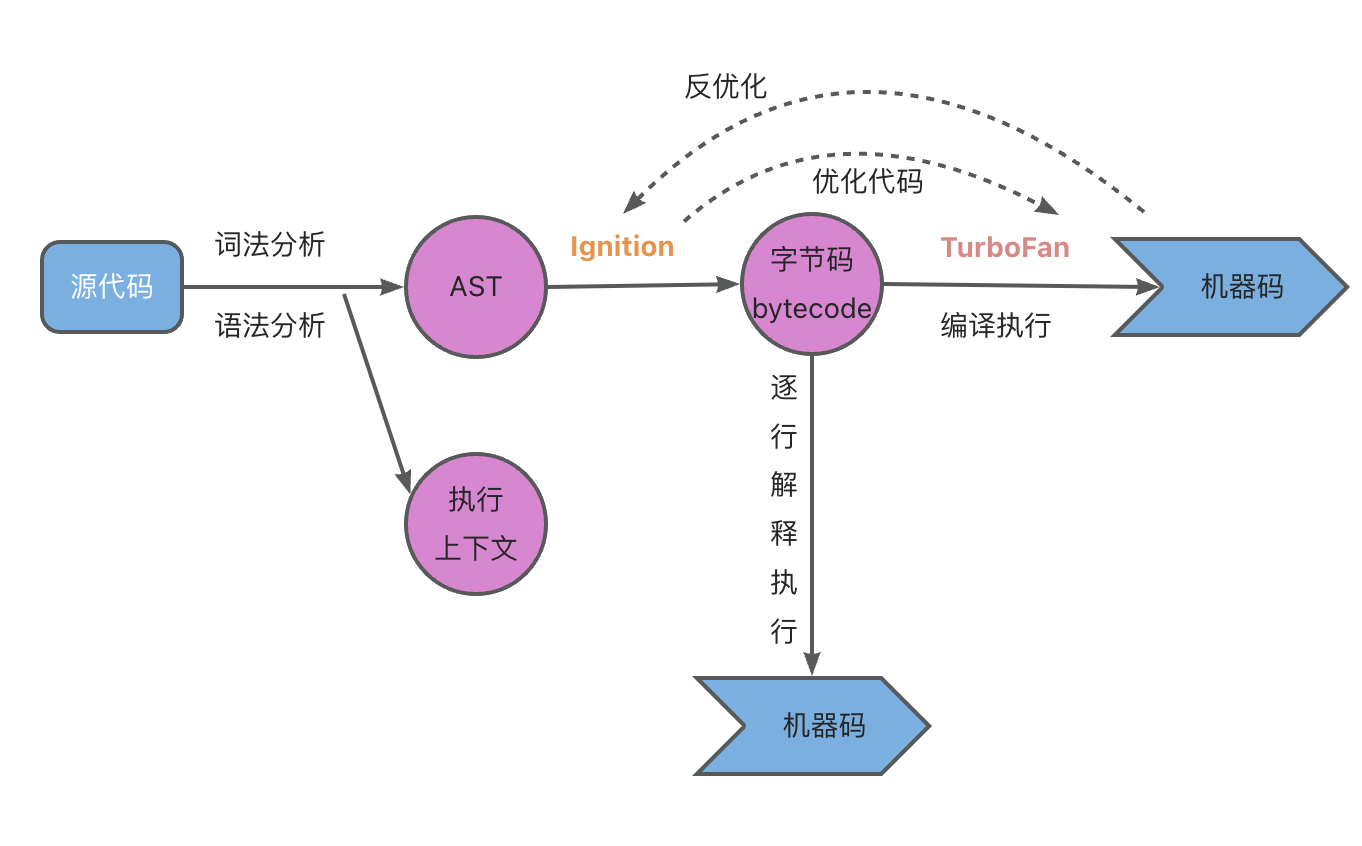 反优化
优化代码
词法分析
Ignition
TurboFan
源代码
AST
字节码
bytecode
机器码
语法分析
编译执行
逐
行
解
释
执
行
执行
上下文
机器码